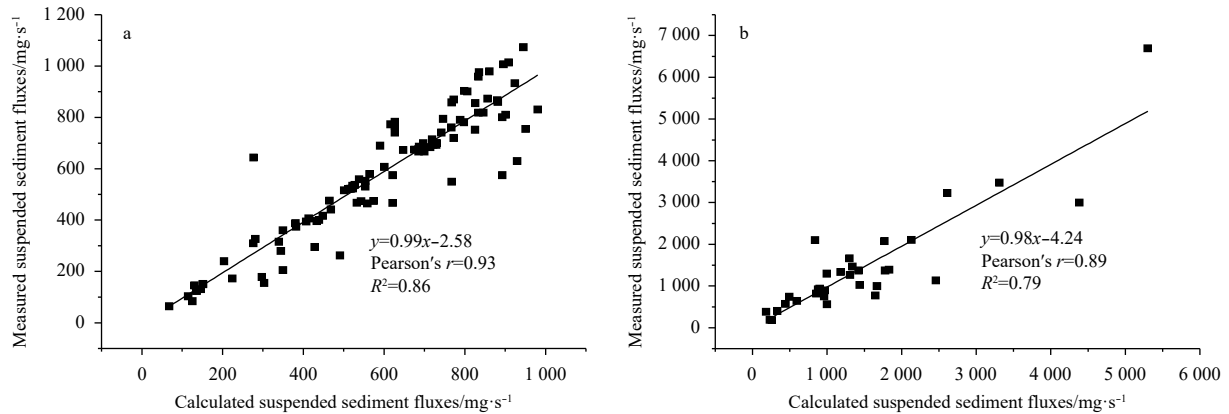 a
Measured suspended sediment fluxes/mg·s⁻¹
1 200
1 000
800
600
400
200
0
y=0.99x−2.58
Pearson's r=0.93
R²=0.86
0 200 400 600 800 1 000
Calculated suspended sediment fluxes/mg·s⁻¹
b
Measured suspended sediment fluxes/mg·s⁻¹
7 000
6 000
5 000
4 000
3 000
2 000
1 000
0
y=0.98x−4.24
Pearson's r=0.89
R²=0.79
0 1 000 2 000 3 000 4 000 5 000 6 000
Calculated suspended sediment fluxes/mg·s⁻¹